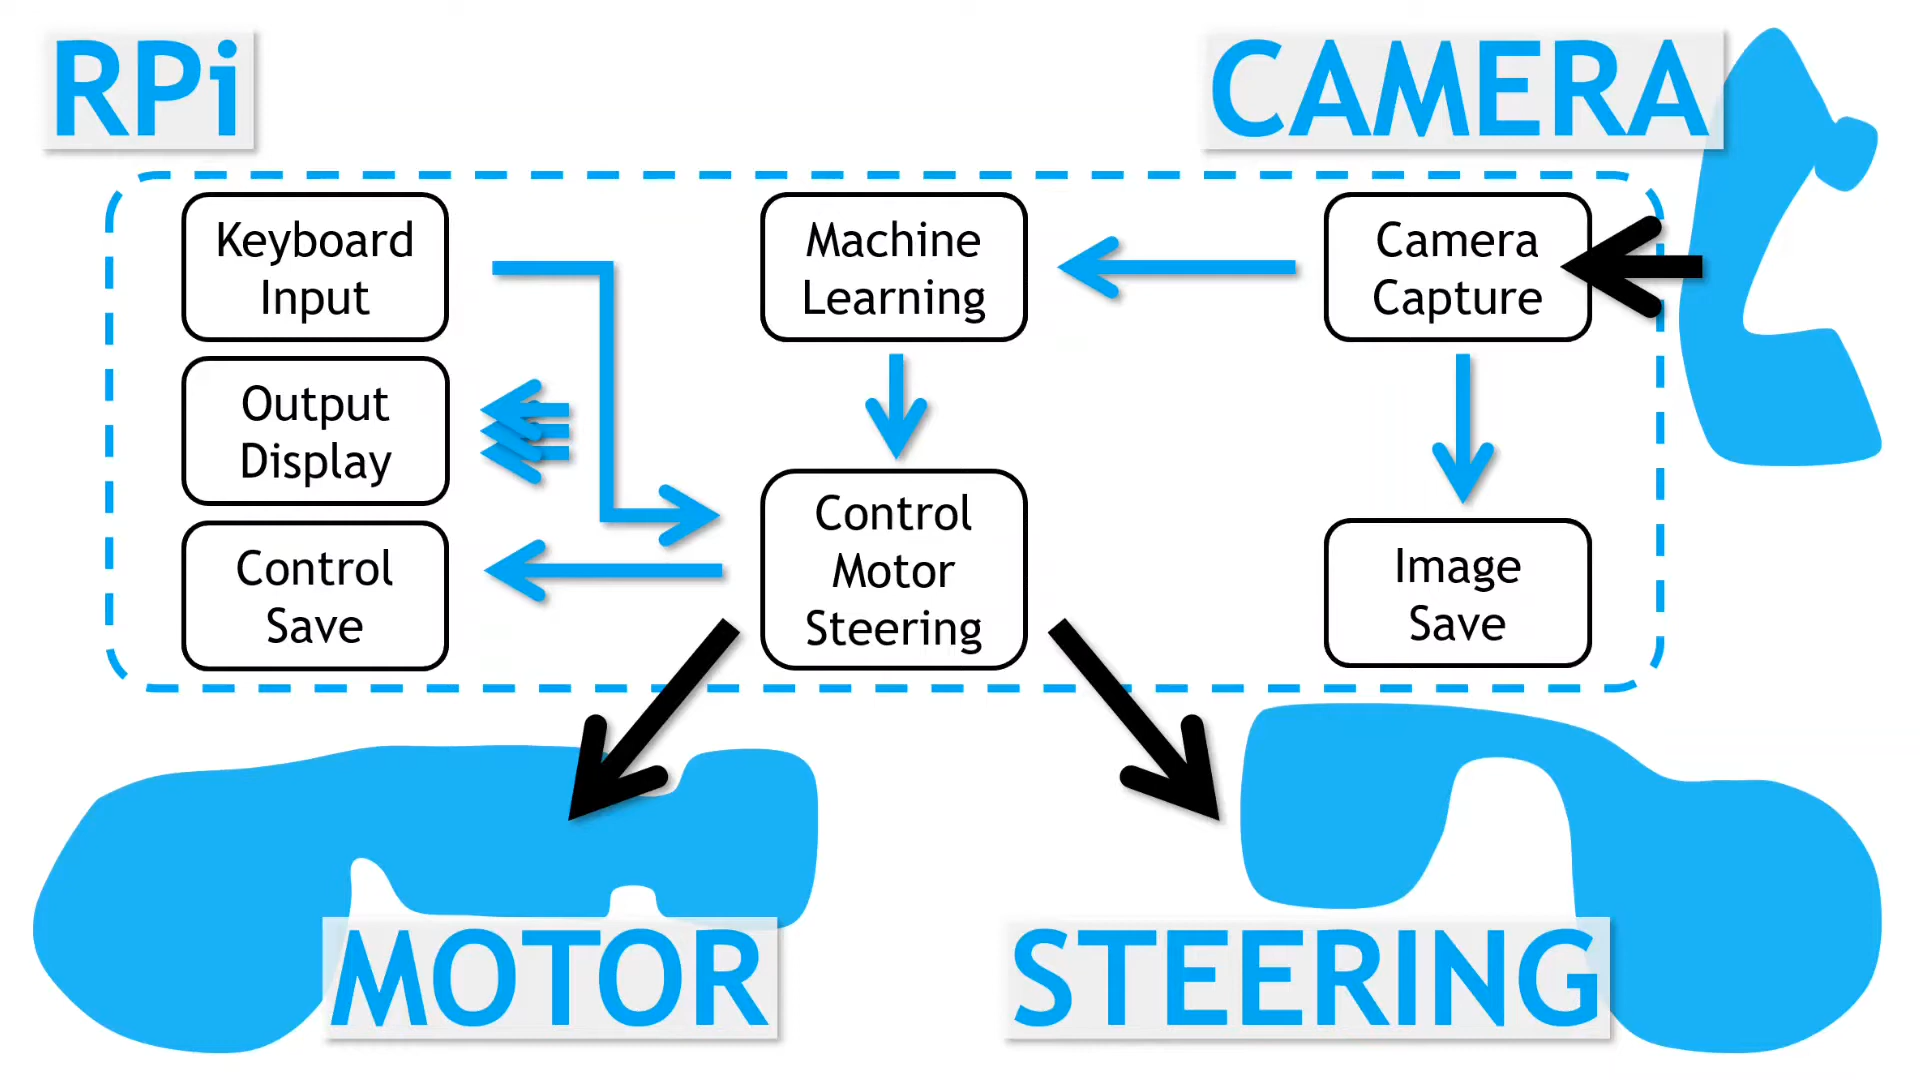 RPi
CAMERA
Keyboard
Input
Machine
Learning
Camera
Capture
Output
Display
Control
Save
Control
Motor
Steering
Image
Save
MOTOR
STEERING